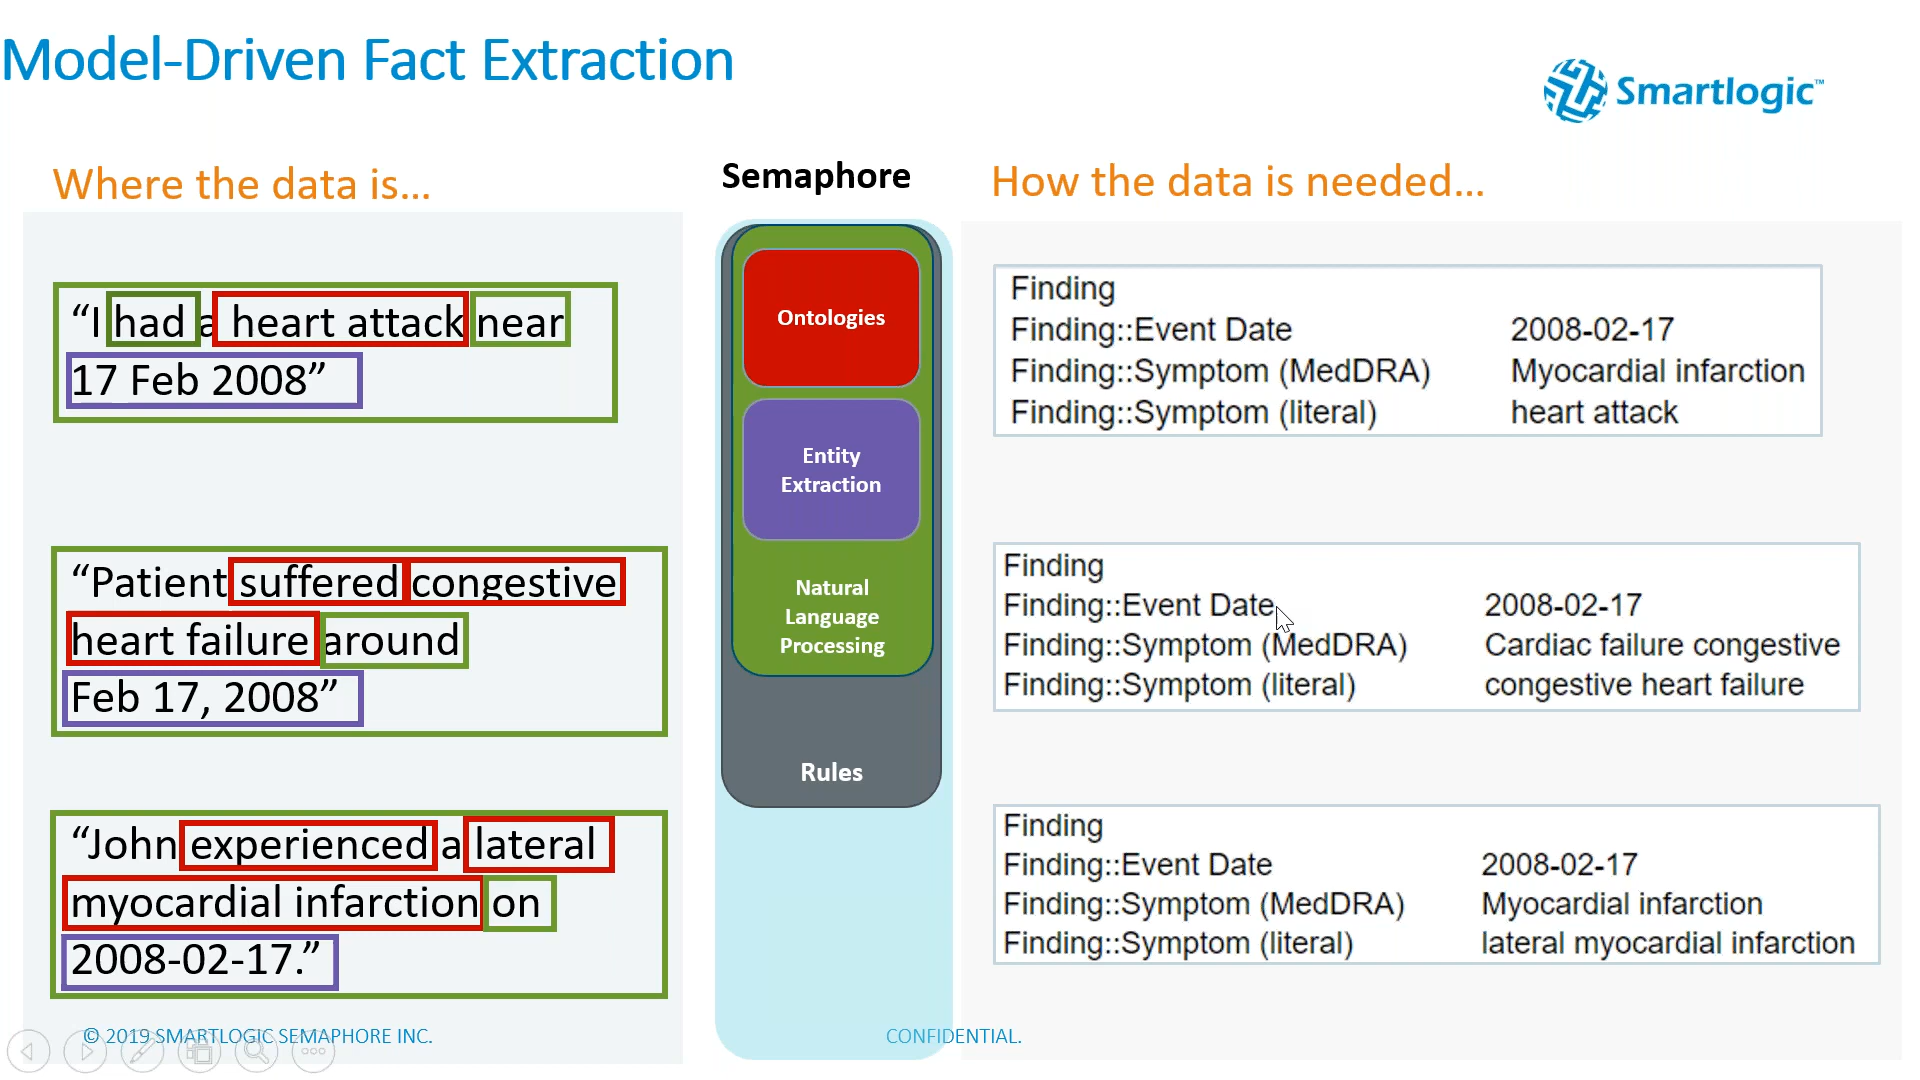 Model-Driven Fact Extraction
Smartlogic™
Where the data is...
“I had a heart attack near
17 Feb 2008”
“Patient suffered congestive
heart failure around
Feb 17, 2008”
“John experienced a lateral
myocardial infarction on
2008-02-17.”
Semaphore
Ontologies
Entity
Extraction
Natural
Language
Processing
Rules
How the data is needed...
Finding
Finding::Event Date 2008-02-17
Finding::Symptom (MedDRA) Myocardial infarction
Finding::Symptom (literal) heart attack
Finding
Finding::Event Date 2008-02-17
Finding::Symptom (MedDRA) Cardiac failure congestive
Finding::Symptom (literal) congestive heart failure
Finding
Finding::Event Date 2008-02-17
Finding::Symptom (MedDRA) Myocardial infarction
Finding::Symptom (literal) lateral myocardial infarction
© 2019 SMARTLOGIC SEMAPHORE INC.
CONFIDENTIAL.